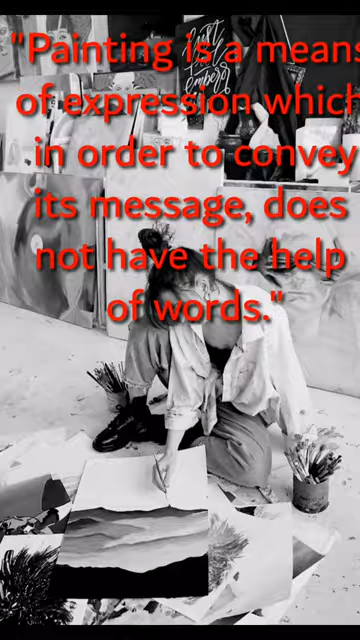 "Painting is a means
of expression which
in order to convey
its message, does
not have the help
of words."